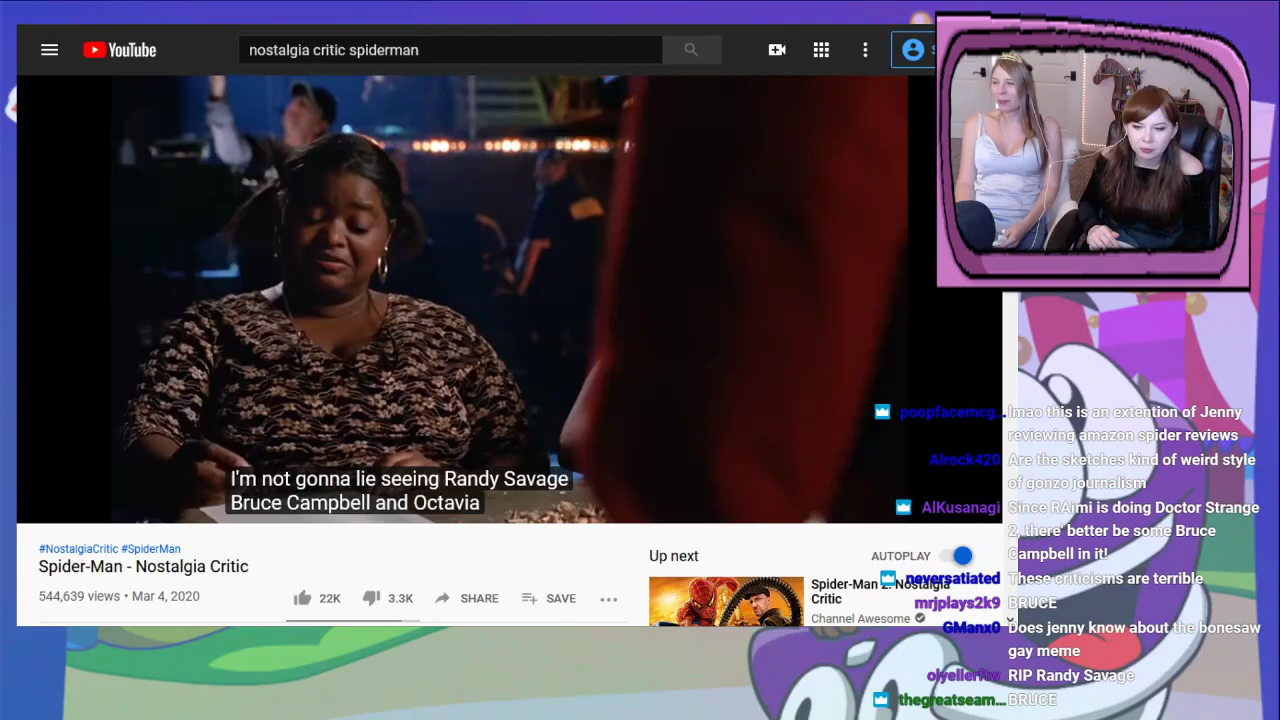 YouTube
nostalgia critic spiderman
I'm not gonna lie seeing Randy Savage
Bruce Campbell and Octavia
#NostalgiaCritic #SpiderMan
Spider-Man - Nostalgia Critic
544,639 views • Mar 4, 2020
22K
3.3K
SHARE
SAVE
Up next
AUTOPLAY
Spider-Man 2: Nostalgia
Critic
Channel Awesome
poopfacemcg... lmao this is an extention of Jenny
reviewing amazon spider reviews
Alrock420 Are the sketches kind of weird style
of gonzo journalism
AlKusanagi Since RAimi is doing Doctor Strange
2, there' better be some Bruce
Campbell in it!
neversatiated These criticisms are terrible
mrjplays2k9 BRUCE
GManx0 Does jenny know about the bonesaw
gay meme
olyellerftw RIP Randy Savage
thegreatseam... BRUCE